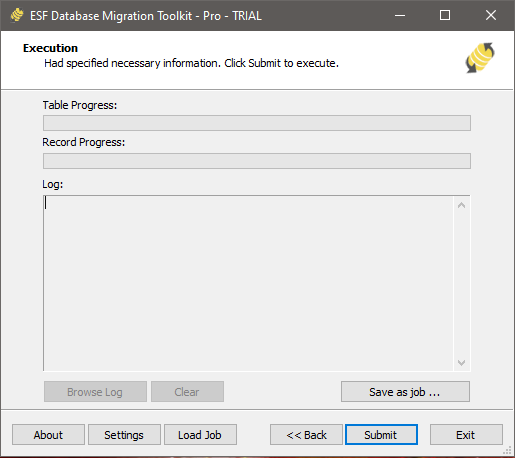 ESF Database Migration Toolkit - Pro - TRIAL
Execution
Had specified necessary information. Click Submit to execute.
Table Progress:
Record Progress:
Log:
Browse Log Clear Save as job ...
About Settings Load Job << Back Submit Exit